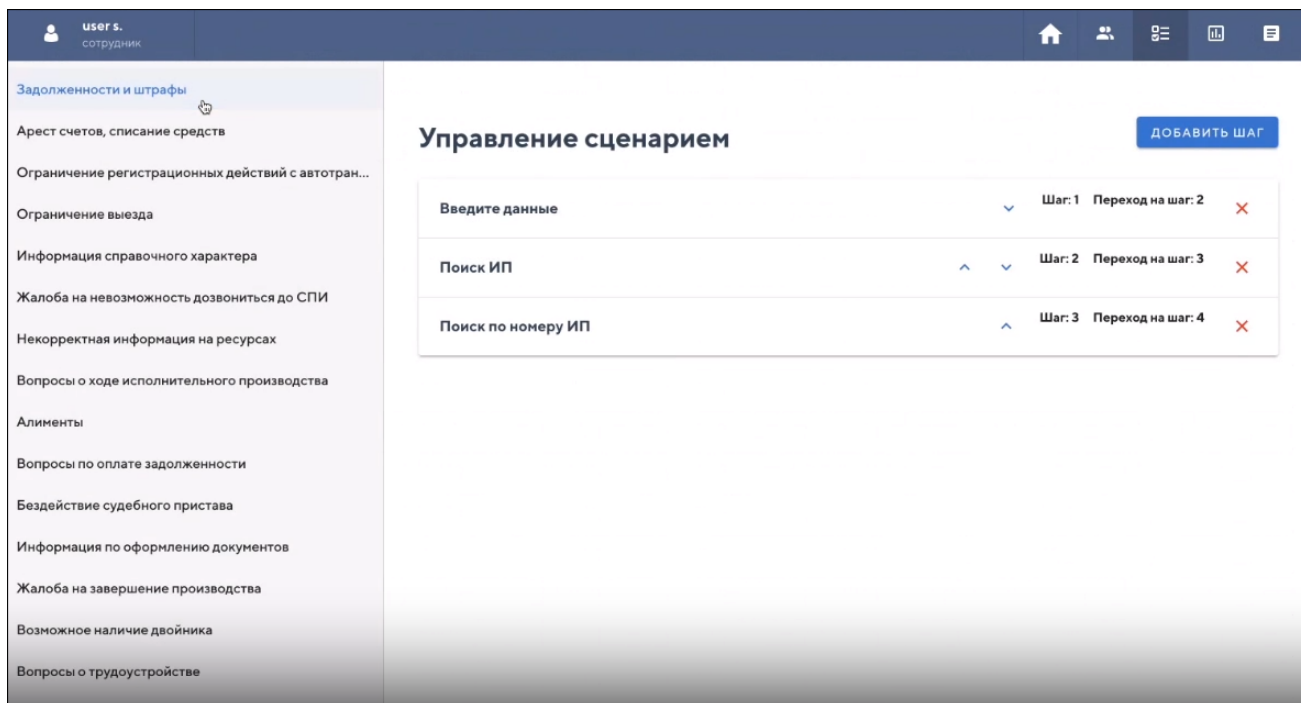 user s.
сотрудник
Задолженности и штрафы
Арест счетов, списание средств
Ограничение регистрационных действий с автотран...
Ограничение выезда
Информация справочного характера
Жалоба на невозможность дозвониться до СПИ
Некорректная информация на ресурсах
Вопросы о ходе исполнительного производства
Алименты
Вопросы по оплате задолженности
Бездействие судебного пристава
Информация по оформлению документов
Жалоба на завершение производства
Возможное наличие двойника
Вопросы о трудоустройстве
Управление сценарием
ДОБАВИТЬ ШАГ
Введите данные Шаг: 1 Переход на шаг: 2
Поиск ИП Шаг: 2 Переход на шаг: 3
Поиск по номеру ИП Шаг: 3 Переход на шаг: 4